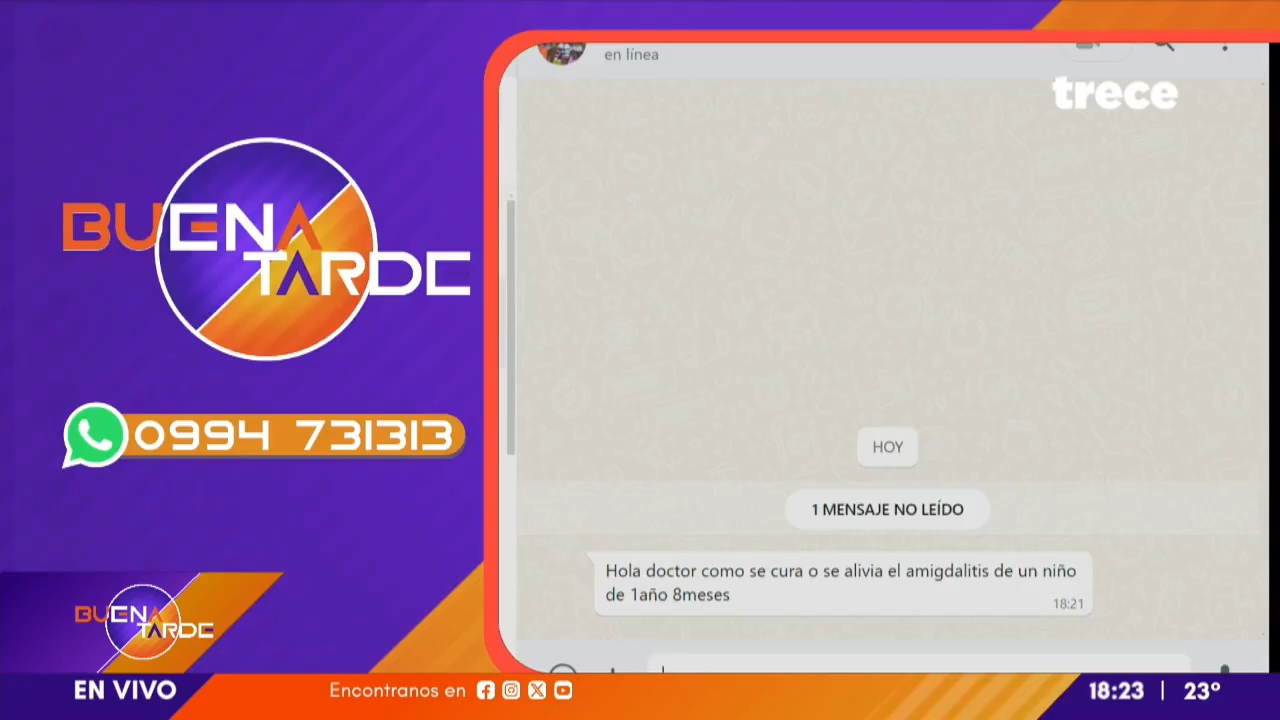 en línea
trece
BUENA
TARDE
0994 731313
HOY
1 MENSAJE NO LEÍDO
Hola doctor como se cura o se alivia el amigdalitis de un niño
de 1año 8meses
18:21
BUENA
TARDE
EN VIVO
Encontranos en
18:23 | 23°